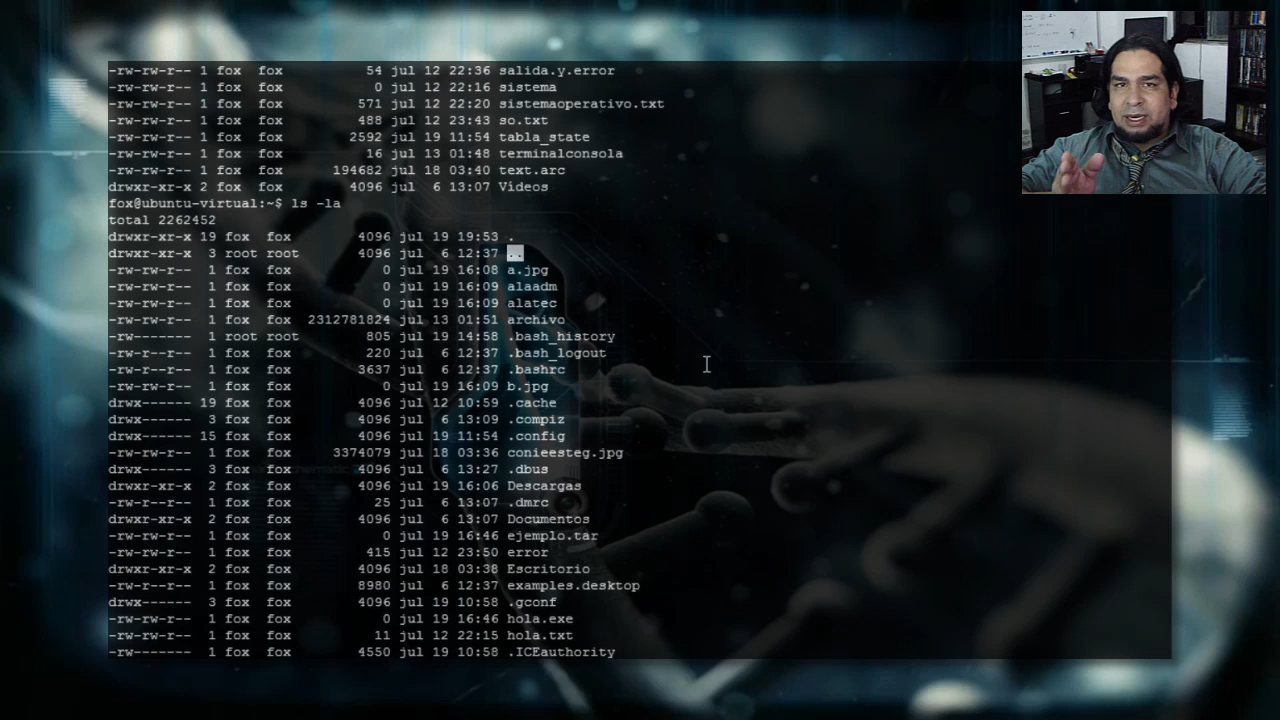 -rw-rw-r-- 1 fox  fox          54 jul 12 22:36 salida.y.error
-rw-rw-r-- 1 fox  fox           0 jul 12 22:16 sistema
-rw-rw-r-- 1 fox  fox         571 jul 12 22:20 sistemaoperativo.txt
-rw-rw-r-- 1 fox  fox         488 jul 12 23:43 so.txt
-rw-rw-r-- 1 fox  fox        2592 jul 19 11:54 tabla_state
-rw-rw-r-- 1 fox  fox          16 jul 13 01:48 terminalconsola
-rw-rw-r-- 1 fox  fox      194682 jul 18 03:40 text.arc
drwxr-xr-x 2 fox  fox        4096 jul  6 13:07 Vídeos
fox@ubuntu-virtual:~$ ls -la
total 2262452
drwxr-xr-x 19 fox  fox        4096 jul 19 19:53 .
drwxr-xr-x  3 root root       4096 jul  6 12:37 ..
-rw-rw-r--  1 fox  fox           0 jul 19 16:08 a.jpg
-rw-rw-r--  1 fox  fox           0 jul 19 16:09 alaadm
-rw-rw-r--  1 fox  fox           0 jul 19 16:09 alatec
-rw-rw-r--  1 fox  fox  2312781824 jul 13 01:51 archivo
-rw-------  1 root root        805 jul 19 14:58 .bash_history
-rw-r--r--  1 fox  fox         220 jul  6 12:37 .bash_logout
-rw-r--r--  1 fox  fox        3637 jul  6 12:37 .bashrc
-rw-rw-r--  1 fox  fox           0 jul 19 16:09 b.jpg
drwx------ 19 fox  fox        4096 jul 12 10:59 .cache
drwx------  3 fox  fox        4096 jul  6 13:09 .compiz
drwx------ 15 fox  fox        4096 jul 19 11:54 .config
-rw-rw-r--  1 fox  fox     3374079 jul 18 03:36 conieesteg.jpg
drwx------  3 fox  fox        4096 jul  6 13:27 .dbus
drwxr-xr-x  2 fox  fox        4096 jul 19 16:06 Descargas
-rw-r--r--  1 fox  fox          25 jul  6 13:07 .dmrc
drwxr-xr-x  2 fox  fox        4096 jul  6 13:07 Documentos
-rw-rw-r--  1 fox  fox           0 jul 19 16:46 ejemplo.tar
-rw-rw-r--  1 fox  fox         415 jul 12 23:50 error
drwxr-xr-x  2 fox  fox        4096 jul 18 03:38 Escritorio
-rw-r--r--  1 fox  fox        8980 jul  6 12:37 examples.desktop
drwx------  3 fox  fox        4096 jul 19 10:58 .gconf
-rw-rw-r--  1 fox  fox           0 jul 19 16:46 hola.exe
-rw-rw-r--  1 fox  fox          11 jul 12 22:15 hola.txt
-rw-------  1 fox  fox        4550 jul 19 10:58 .ICEauthority